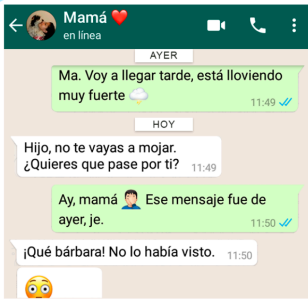 Mamá ❤️
en línea
AYER
Ma. Voy a llegar tarde, está lloviendo
muy fuerte 🌧️
11:49
HOY
Hijo, no te vayas a mojar.
¿Quieres que pase por ti? 11:49
Ay, mamá 🤦🏻‍♂️ Ese mensaje fue de
ayer, je.
11:50
¡Qué bárbara! No lo había visto. 11:50
😳